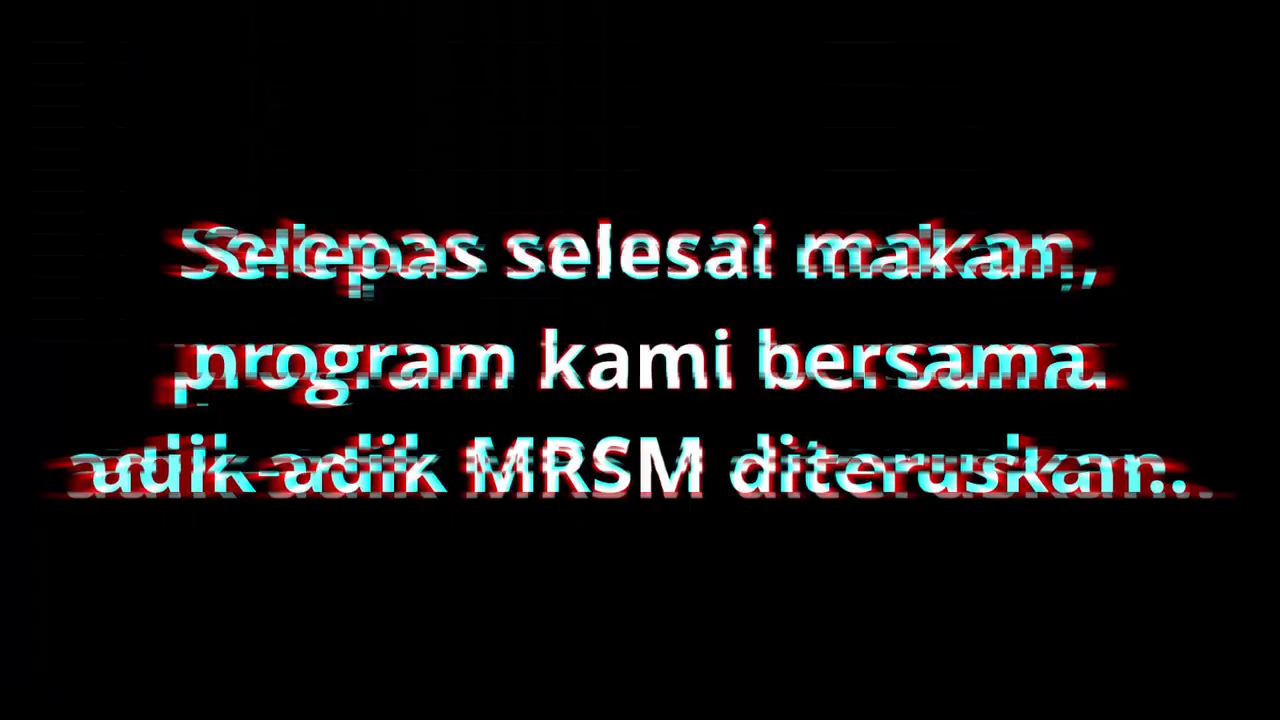 Selepas selesai makan,
program kami bersama
adik-adik MRSM diteruskan..